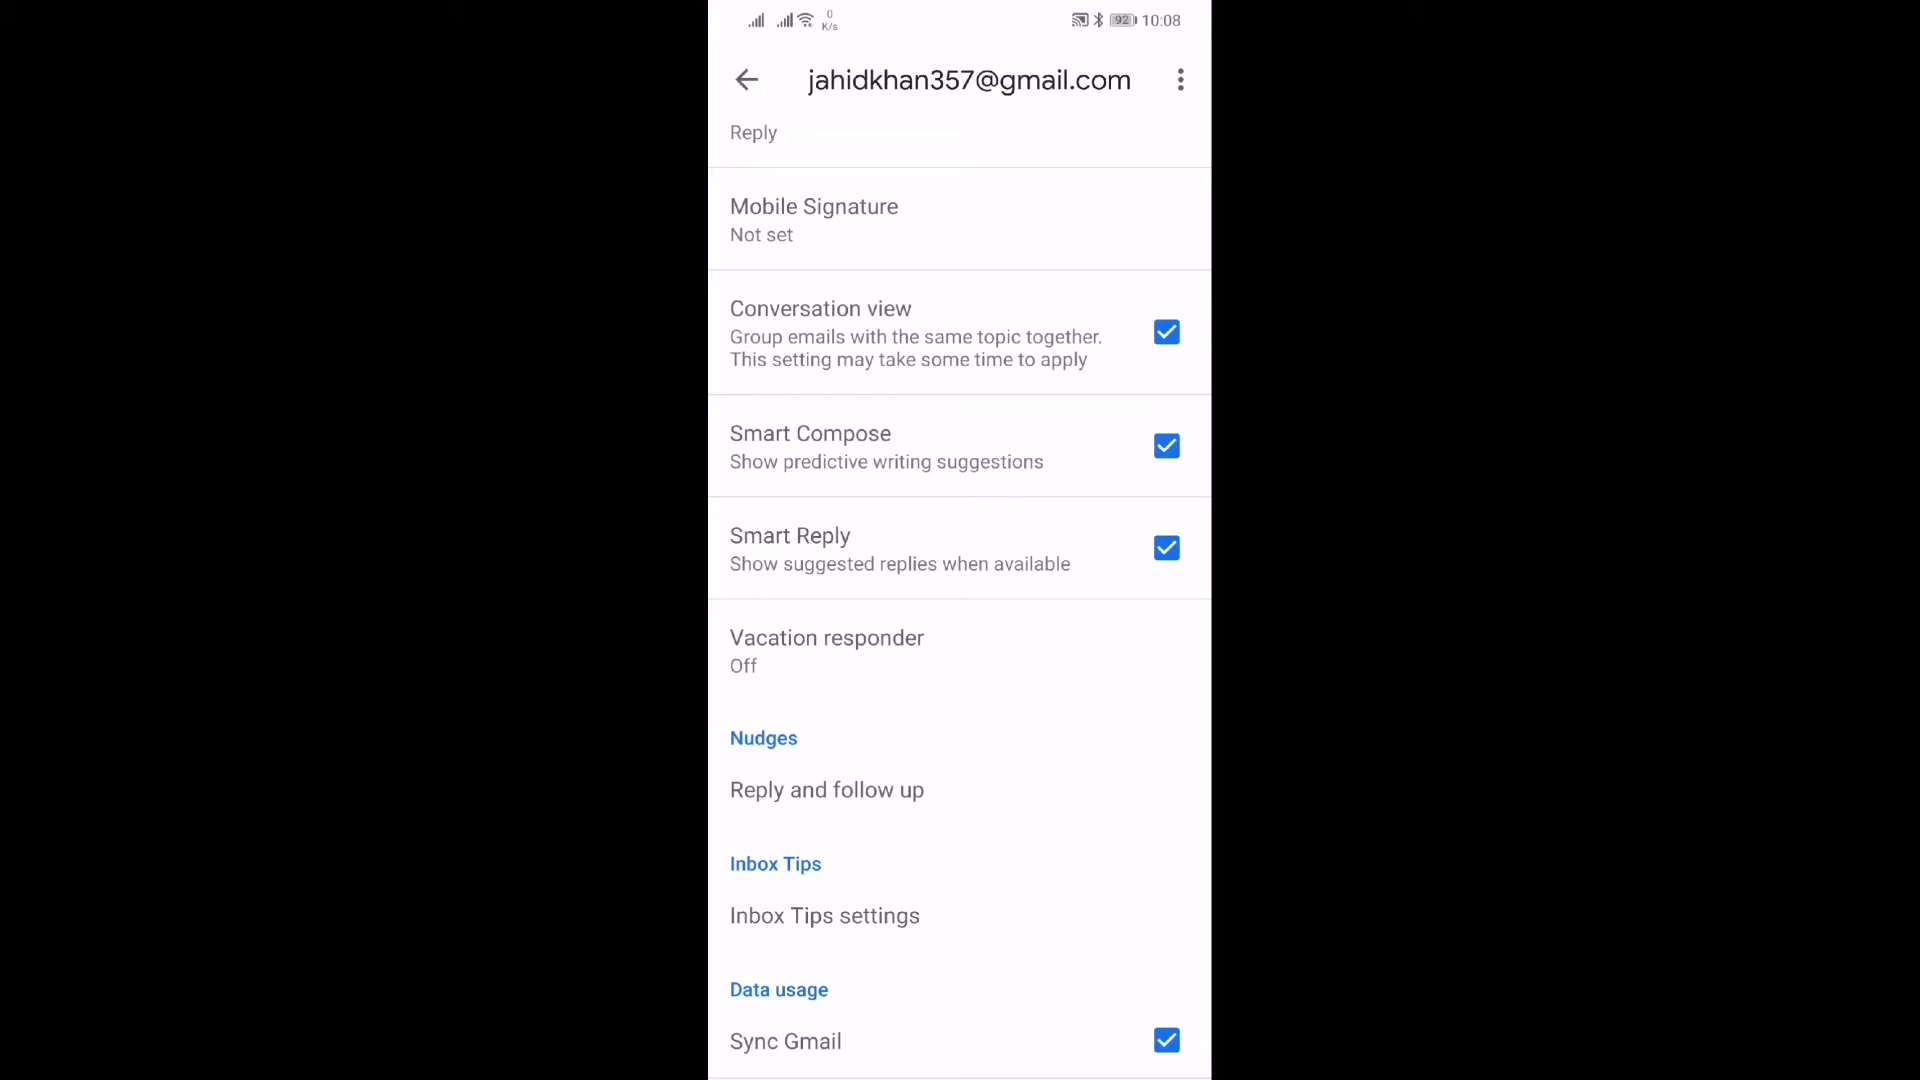 0
K/s
92
10:08
jahidkhan357@gmail.com
Reply
Mobile Signature
Not set
Conversation view
Group emails with the same topic together.
This setting may take some time to apply
Smart Compose
Show predictive writing suggestions
Smart Reply
Show suggested replies when available
Vacation responder
Off
Nudges
Reply and follow up
Inbox Tips
Inbox Tips settings
Data usage
Sync Gmail